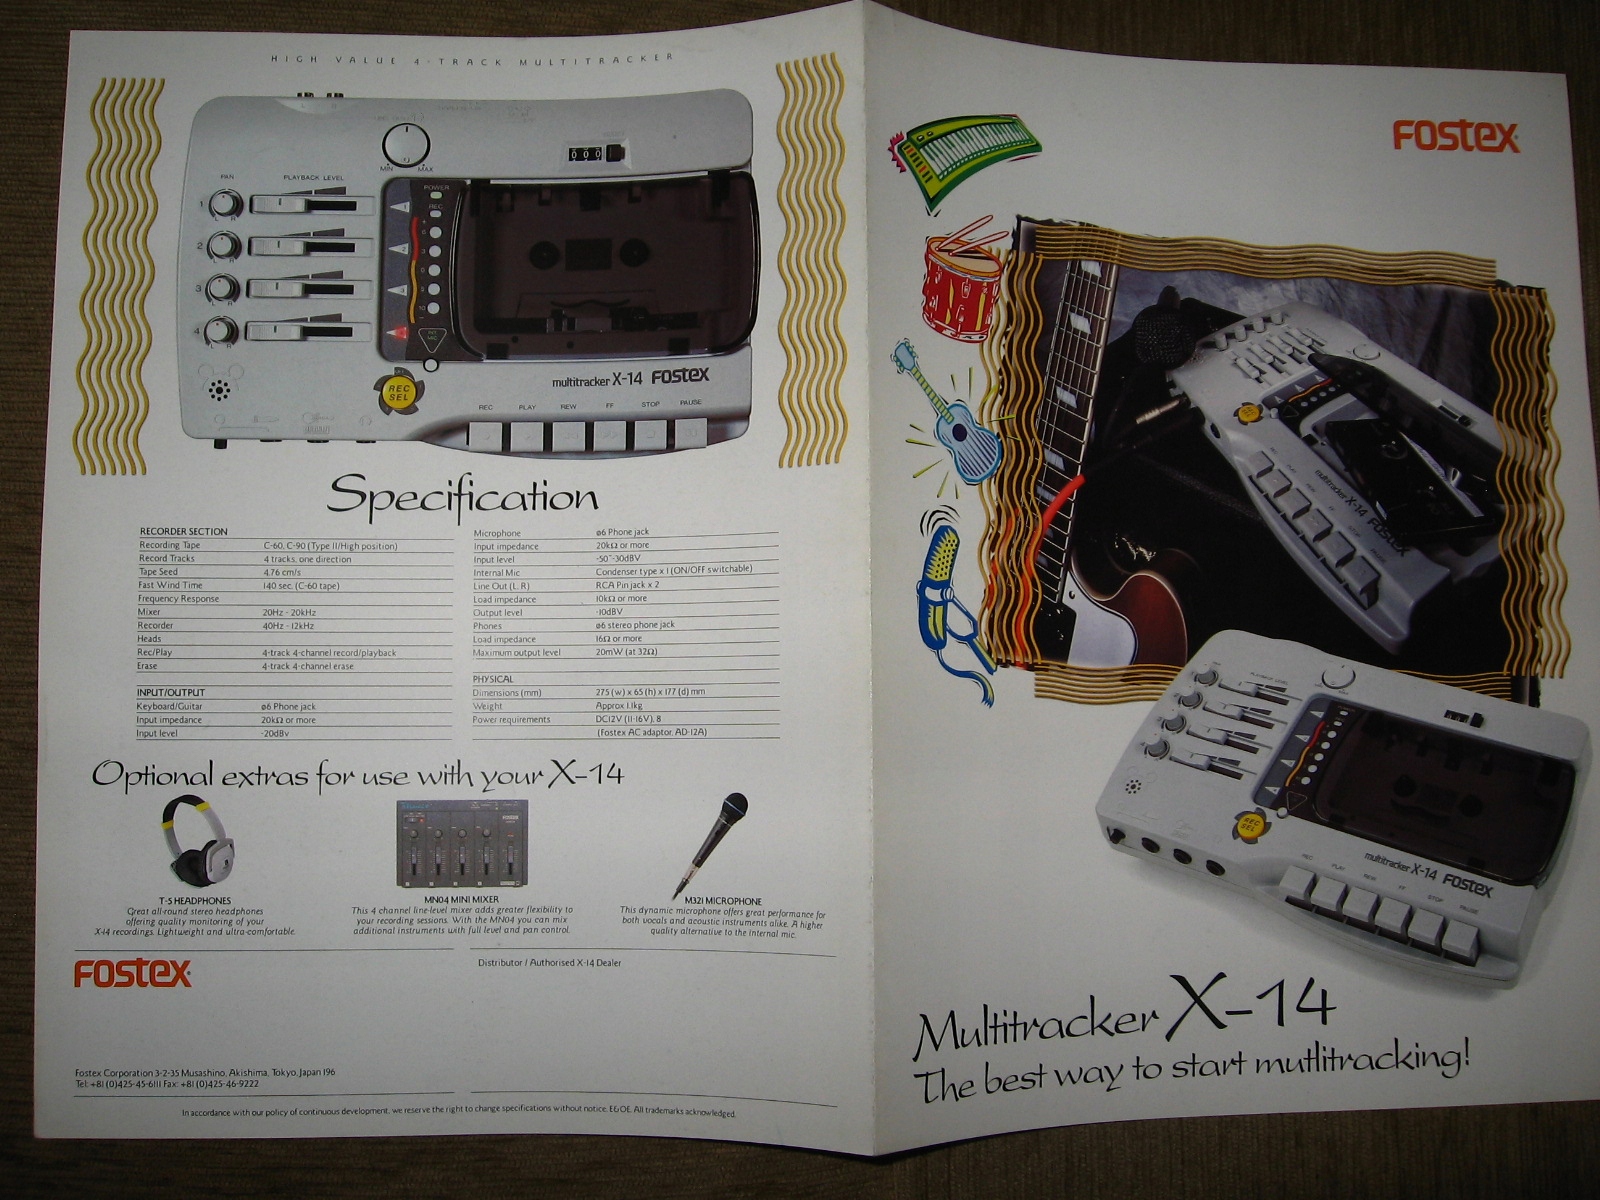 HIGH VALUE 4-TRACK MULTITRACKER
MIN MAX
000
PAN PLAYBACK LEVEL
POWER
REC
1
2
3
4
L R
REC SEL
multitracker X-14 FOSTEX
REC PLAY REW FF STOP PAUSE
Specification
RECORDER SECTION
Recording Tape C-60, C-90 (Type II/High position)
Record Tracks 4 tracks, one direction
Tape Seed 4.76 cm/s
Fast Wind Time 140 sec. (C-60 tape)
Frequency Response
Mixer 20Hz - 20kHz
Recorder 40Hz - 12kHz
Heads
Rec/Play 4-track 4-channel record/playback
Erase 4-track 4-channel erase
INPUT/OUTPUT
Keyboard/Guitar ø6 Phone jack
Input impedance 20kΩ or more
Input level -20dBv
Microphone ø6 Phone jack
Input impedance 20kΩ or more
Input level -50~-30dBV
Internal Mic Condenser type x 1 (ON/OFF switchable)
Line Out (L, R) RCA Pin jack x 2
Load impedance 10kΩ or more
Output level -10dBV
Phones ø6 stereo phone jack
Load impedance 16Ω or more
Maximum output level 20mW (at 32Ω)
PHYSICAL
Dimensions (mm) 275 (w) x 65 (h) x 177 (d) mm
Weight Approx 1.1kg
Power requirements DC12V (11-16V), 8
(Fostex AC adaptor, AD-12A)
Optional extras for use with your X-14
T-5 HEADPHONES
Great all-round stereo headphones
offering quality monitoring of your
X-14 recordings. Lightweight and ultra-comfortable.
MN04 MINI MIXER
This 4 channel line-level mixer adds greater flexibility to
your recording sessions. With the MN04 you can mix
additional instruments with full level and pan control.
M321 MICROPHONE
This dynamic microphone offers great performance for
both vocals and acoustic instruments alike. A higher
quality alternative to the internal mic.
FOSTEX
Distributor / Authorised X-14 Dealer
Fostex Corporation 3-2-35 Musashino, Akishima, Tokyo, Japan 196
Tel: +81 (0)425-45-6111 Fax: +81 (0)425-46-9222
In accordance with our policy of continuous development, we reserve the right to change specifications without notice. E&OE. All trademarks acknowledged.
FOSTEX
REC SEL
multitracker X-14 FOSTEX
PLAYBACK LEVEL
REC SEL
multitracker X-14 FOSTEX
REC PLAY REW FF STOP PAUSE
Multitracker X-14
The best way to start mutlitracking!